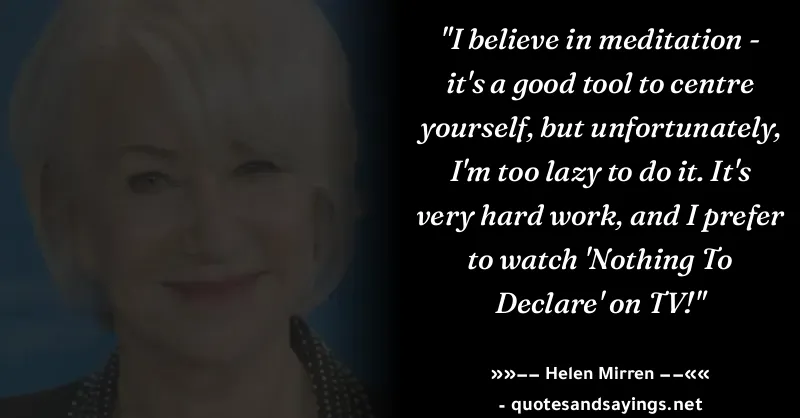 "I believe in meditation -
it's a good tool to centre
yourself, but unfortunately,
I'm too lazy to do it. It's
very hard work, and I prefer
to watch 'Nothing To
Declare' on TV!"
»»−− Helen Mirren −−««
- quotesandsayings.net